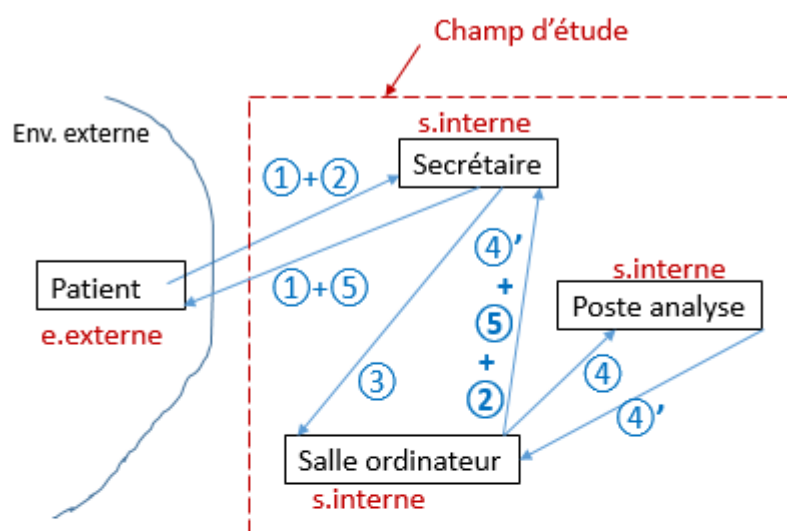 Champ d'étude
Env. externe
s.interne
Secrétaire
①+②
Patient
e.externe
①+⑤
④'
+
⑤
+
②
s.interne
Poste analyse
③
④
④'
Salle ordinateur
s.interne